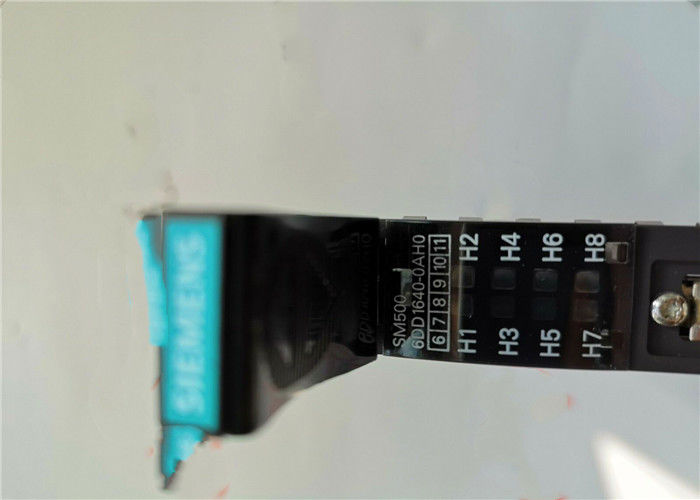 SIEMENS
SM500
6DD1640-0AH0
6 7 8 9 10 11
H1 H2
H3 H4
H5 H6
H7 H8